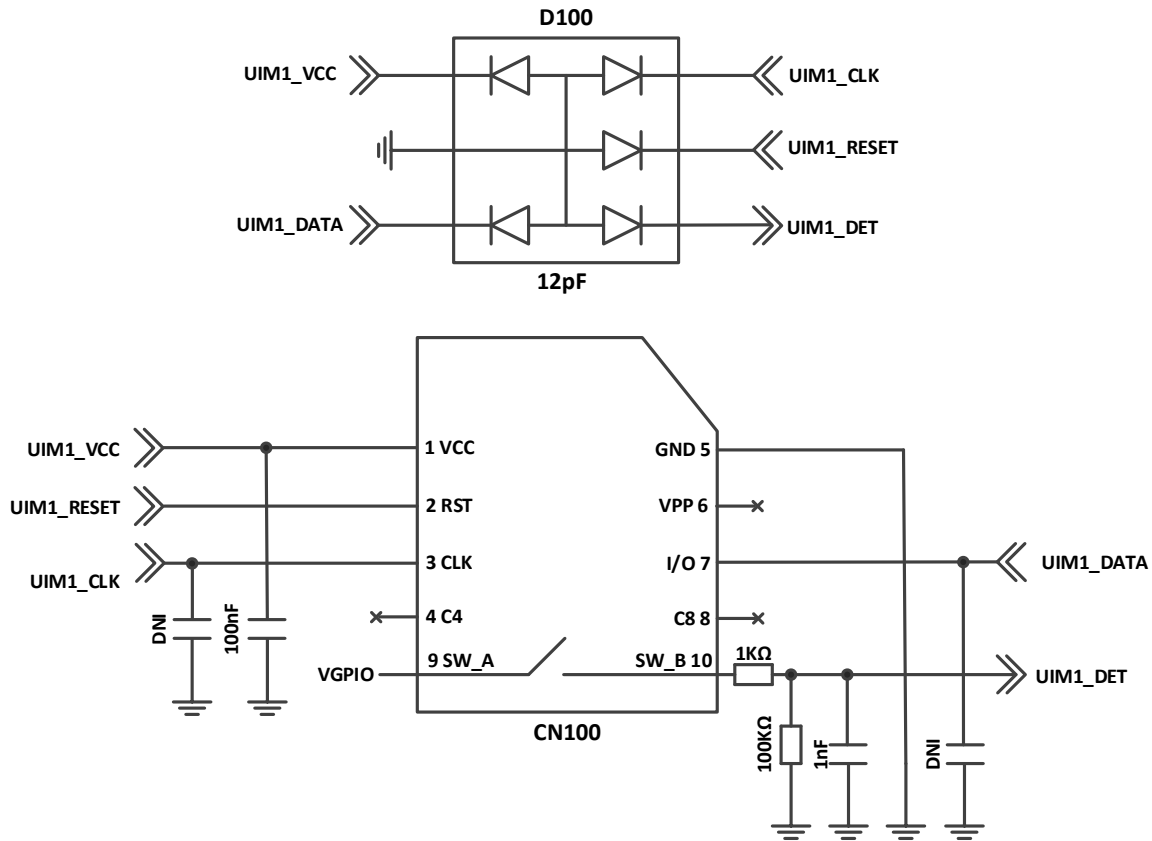 D100
UIM1_VCC
UIM1_CLK
UIM1_RESET
UIM1_DATA
UIM1_DET
12pF
UIM1_VCC
1 VCC
GND 5
UIM1_RESET
2 RST
VPP 6
UIM1_CLK
3 CLK
I/O 7
UIM1_DATA
DNI
100nF
4 C4
C8 8
VGPIO
9 SW_A
SW_B 10
1KΩ
UIM1_DET
CN100
100KΩ
1nF
DNI